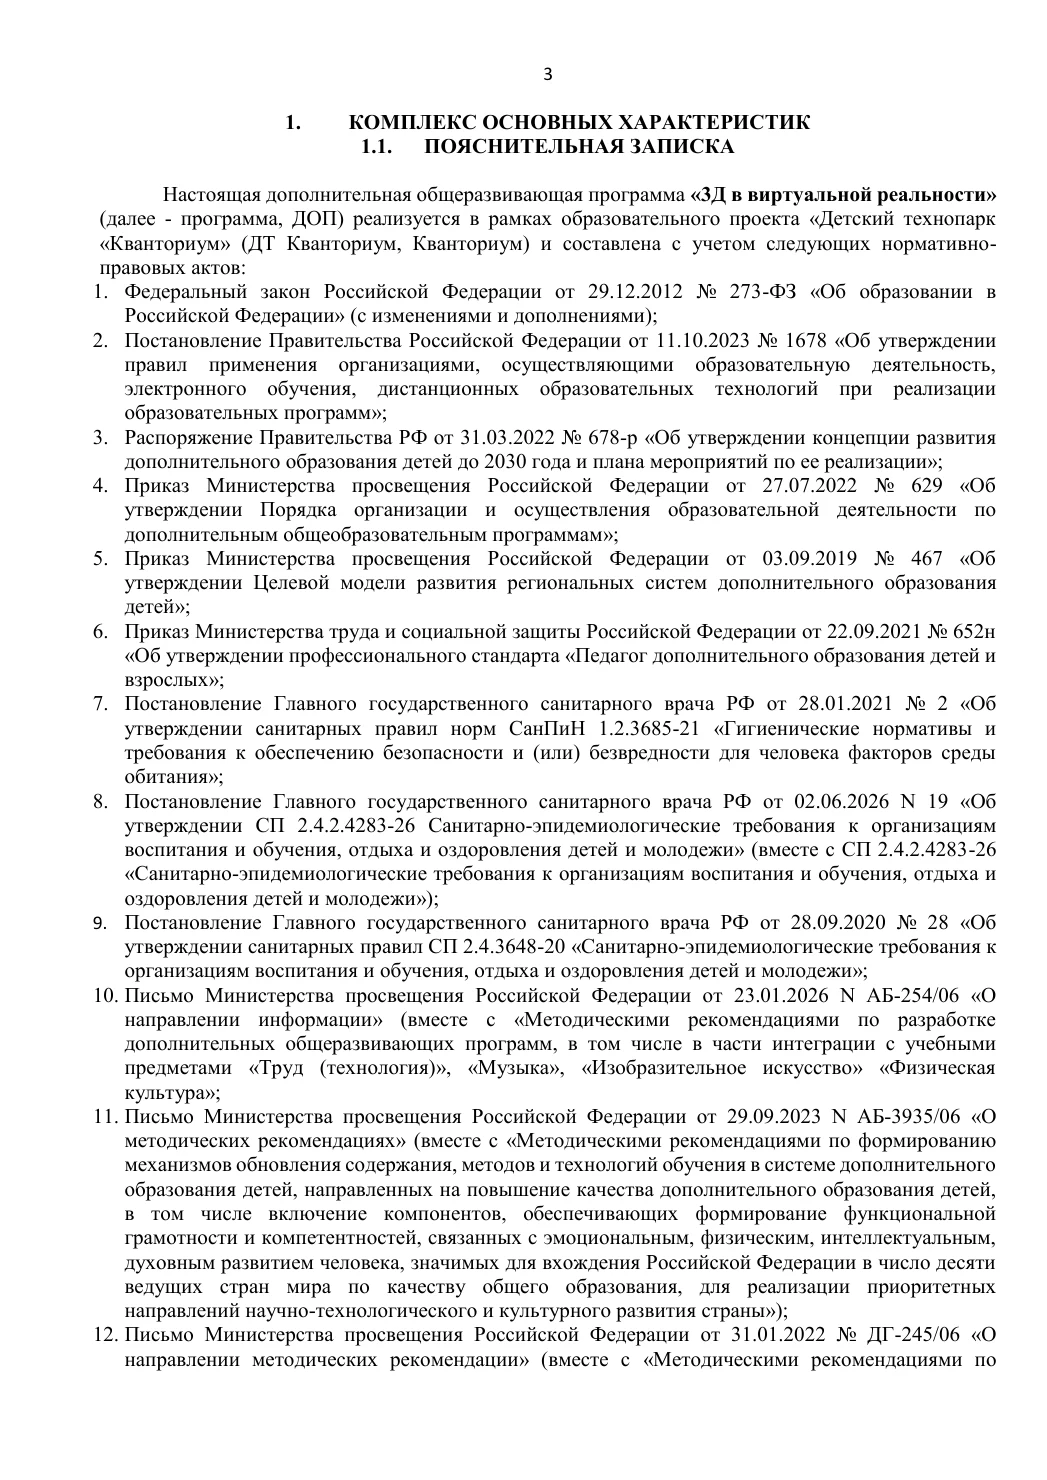 3
1. КОМПЛЕКС ОСНОВНЫХ ХАРАКТЕРИСТИК
1.1. ПОЯСНИТЕЛЬНАЯ ЗАПИСКА
Настоящая дополнительная общеразвивающая программа «3Д в виртуальной реальности»
(далее - программа, ДОП) реализуется в рамках образовательного проекта «Детский технопарк
«Кванториум» (ДТ Кванториум, Кванториум) и составлена с учетом следующих нормативно-
правовых актов:
1. Федеральный закон Российской Федерации от 29.12.2012 № 273-ФЗ «Об образовании в
Российской Федерации» (с изменениями и дополнениями);
2. Постановление Правительства Российской Федерации от 11.10.2023 № 1678 «Об утверждении
правил применения организациями, осуществляющими образовательную деятельность,
электронного обучения, дистанционных образовательных технологий при реализации
образовательных программ»;
3. Распоряжение Правительства РФ от 31.03.2022 № 678-р «Об утверждении концепции развития
дополнительного образования детей до 2030 года и плана мероприятий по ее реализации»;
4. Приказ Министерства просвещения Российской Федерации от 27.07.2022 № 629 «Об
утверждении Порядка организации и осуществления образовательной деятельности по
дополнительным общеобразовательным программам»;
5. Приказ Министерства просвещения Российской Федерации от 03.09.2019 № 467 «Об
утверждении Целевой модели развития региональных систем дополнительного образования
детей»;
6. Приказ Министерства труда и социальной защиты Российской Федерации от 22.09.2021 № 652н
«Об утверждении профессионального стандарта «Педагог дополнительного образования детей и
взрослых»;
7. Постановление Главного государственного санитарного врача РФ от 28.01.2021 № 2 «Об
утверждении санитарных правил норм СанПиН 1.2.3685-21 «Гигиенические нормативы и
требования к обеспечению безопасности и (или) безвредности для человека факторов среды
обитания»;
8. Постановление Главного государственного санитарного врача РФ от 02.06.2026 N 19 «Об
утверждении СП 2.4.2.4283-26 Санитарно-эпидемиологические требования к организациям
воспитания и обучения, отдыха и оздоровления детей и молодежи» (вместе с СП 2.4.2.4283-26
«Санитарно-эпидемиологические требования к организациям воспитания и обучения, отдыха и
оздоровления детей и молодежи»);
9. Постановление Главного государственного санитарного врача РФ от 28.09.2020 № 28 «Об
утверждении санитарных правил СП 2.4.3648-20 «Санитарно-эпидемиологические требования к
организациям воспитания и обучения, отдыха и оздоровления детей и молодежи»;
10. Письмо Министерства просвещения Российской Федерации от 23.01.2026 N АБ-254/06 «О
направлении информации» (вместе с «Методическими рекомендациями по разработке
дополнительных общеразвивающих программ, в том числе в части интеграции с учебными
предметами «Труд (технология)», «Музыка», «Изобразительное искусство» «Физическая
культура»;
11. Письмо Министерства просвещения Российской Федерации от 29.09.2023 N АБ-3935/06 «О
методических рекомендациях» (вместе с «Методическими рекомендациями по формированию
механизмов обновления содержания, методов и технологий обучения в системе дополнительного
образования детей, направленных на повышение качества дополнительного образования детей,
в том числе включение компонентов, обеспечивающих формирование функциональной
грамотности и компетентностей, связанных с эмоциональным, физическим, интеллектуальным,
духовным развитием человека, значимых для вхождения Российской Федерации в число десяти
ведущих стран мира по качеству общего образования, для реализации приоритетных
направлений научно-технологического и культурного развития страны»);
12. Письмо Министерства просвещения Российской Федерации от 31.01.2022 № ДГ-245/06 «О
направлении методических рекомендации» (вместе с «Методическими рекомендациями по